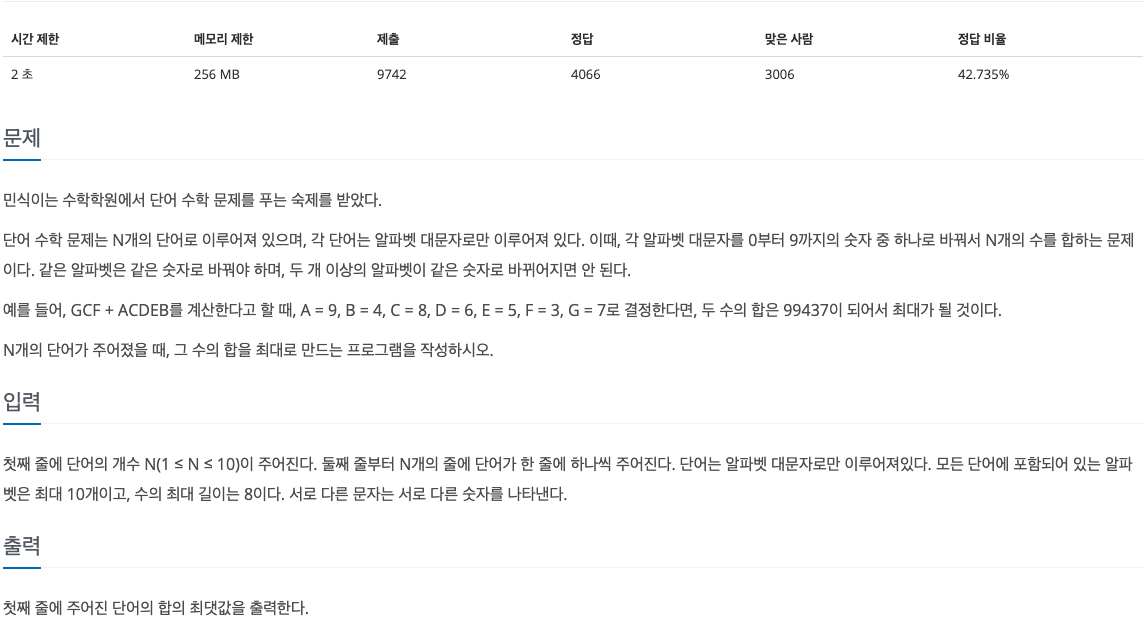 시간 제한 메모리 제한 제출 정답 맞은 사람 정답 비율
2 초 256 MB 9742 4066 3006 42.735%
문제
민식이는 수학학원에서 단어 수학 문제를 푸는 숙제를 받았다.
단어 수학 문제는 N개의 단어로 이루어져 있으며, 각 단어는 알파벳 대문자로만 이루어져 있다. 이때, 각 알파벳 대문자를 0부터 9까지의 숫자 중 하나로 바꿔서 N개의 수를 합하는 문제
이다. 같은 알파벳은 같은 숫자로 바꿔야 하며, 두 개 이상의 알파벳이 같은 숫자로 바뀌어지면 안 된다.
예를 들어, GCF + ACDEB를 계산한다고 할 때, A = 9, B = 4, C = 8, D = 6, E = 5, F = 3, G = 7로 결정한다면, 두 수의 합은 99437이 되어서 최대가 될 것이다.
N개의 단어가 주어졌을 때, 그 수의 합을 최대로 만드는 프로그램을 작성하시오.
입력
첫째 줄에 단어의 개수 N(1 ≤ N ≤ 10)이 주어진다. 둘째 줄부터 N개의 줄에 단어가 한 줄에 하나씩 주어진다. 단어는 알파벳 대문자로만 이루어져있다. 모든 단어에 포함되어 있는 알파
벳은 최대 10개이고, 수의 최대 길이는 8이다. 서로 다른 문자는 서로 다른 숫자를 나타낸다.
출력
첫째 줄에 주어진 단어의 합의 최댓값을 출력한다.